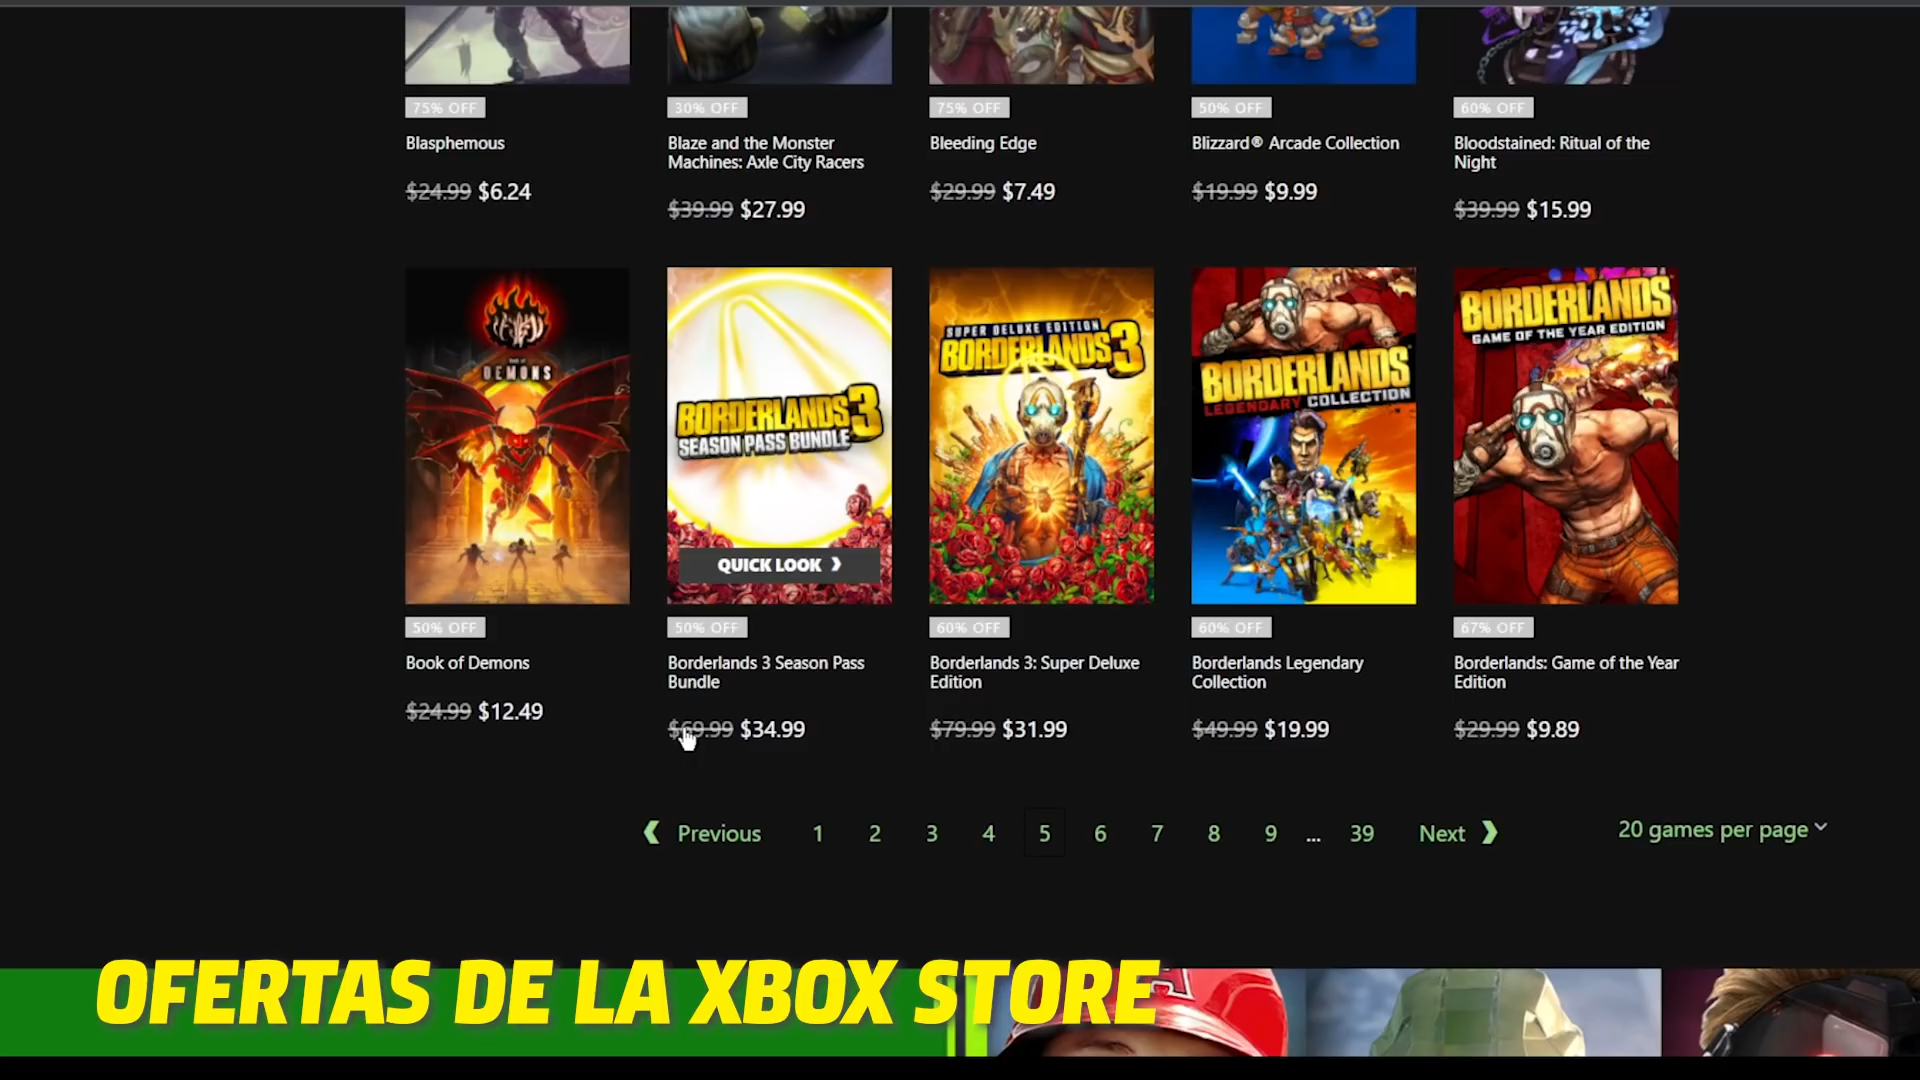 75% OFF
30% OFF
75% OFF
50% OFF
60% OFF
Blasphemous
Blaze and the Monster
Machines: Axle City Racers
Bleeding Edge
Blizzard® Arcade Collection
Bloodstained: Ritual of the
Night
$24.99 $6.24
$39.99 $27.99
$29.99 $7.49
$19.99 $9.99
$39.99 $15.99
Book of
DEMONS
BORDERLANDS 3
SEASON PASS BUNDLE
QUICK LOOK ❯
SUPER DELUXE EDITION
BORDERLANDS 3
BORDERLANDS
LEGENDARY COLLECTION
BORDERLANDS
GAME OF THE YEAR EDITION
50% OFF
50% OFF
60% OFF
60% OFF
67% OFF
Book of Demons
Borderlands 3 Season Pass
Bundle
Borderlands 3: Super Deluxe
Edition
Borderlands Legendary
Collection
Borderlands: Game of the Year
Edition
$24.99 $12.49
$69.99 $34.99
$79.99 $31.99
$49.99 $19.99
$29.99 $9.89
❮ Previous 1 2 3 4 5 6 7 8 9 ... 39 Next ❯
20 games per page
OFERTAS DE LA XBOX STORE